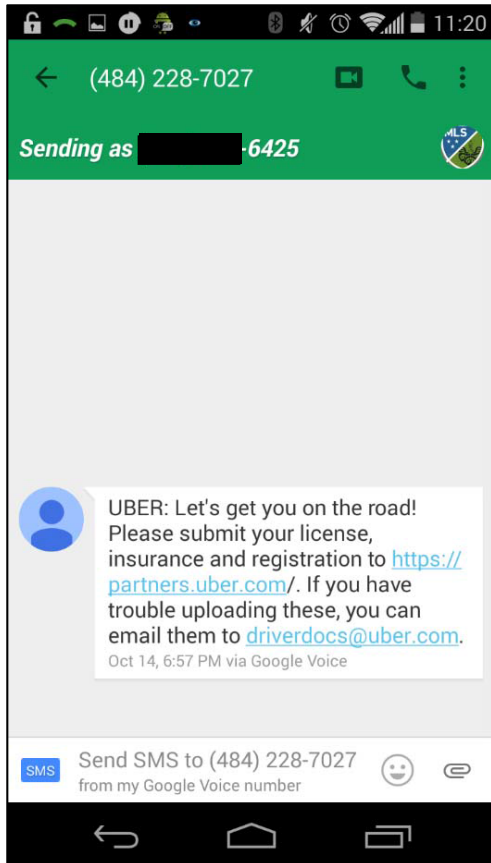 11:20
(484) 228-7027
Sending as -6425
MLS
UBER: Let's get you on the road!
Please submit your license,
insurance and registration to https://
partners.uber.com/. If you have
trouble uploading these, you can
email them to driverdocs@uber.com.
Oct 14, 6:57 PM via Google Voice
SMS
Send SMS to (484) 228-7027
from my Google Voice number